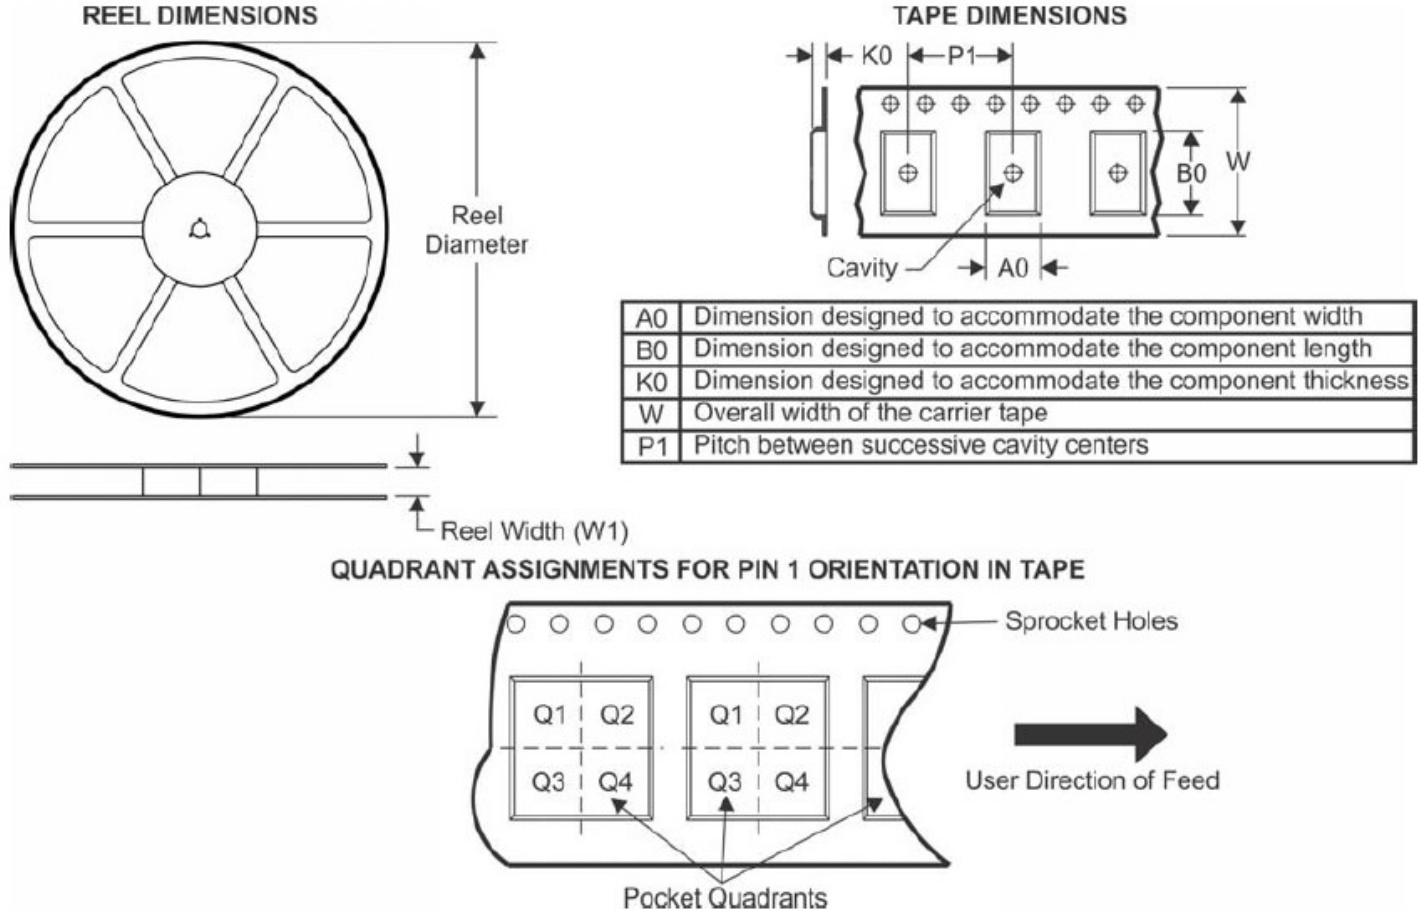 REEL DIMENSIONS
Reel
Diameter
Reel Width (W1)
TAPE DIMENSIONS
K0
P1
B0
W
Cavity
A0
A0 Dimension designed to accommodate the component width
B0 Dimension designed to accommodate the component length
K0 Dimension designed to accommodate the component thickness
W Overall width of the carrier tape
P1 Pitch between successive cavity centers
QUADRANT ASSIGNMENTS FOR PIN 1 ORIENTATION IN TAPE
Sprocket Holes
Q1 Q2 Q1 Q2
Q3 Q4 Q3 Q4
User Direction of Feed
Pocket Quadrants